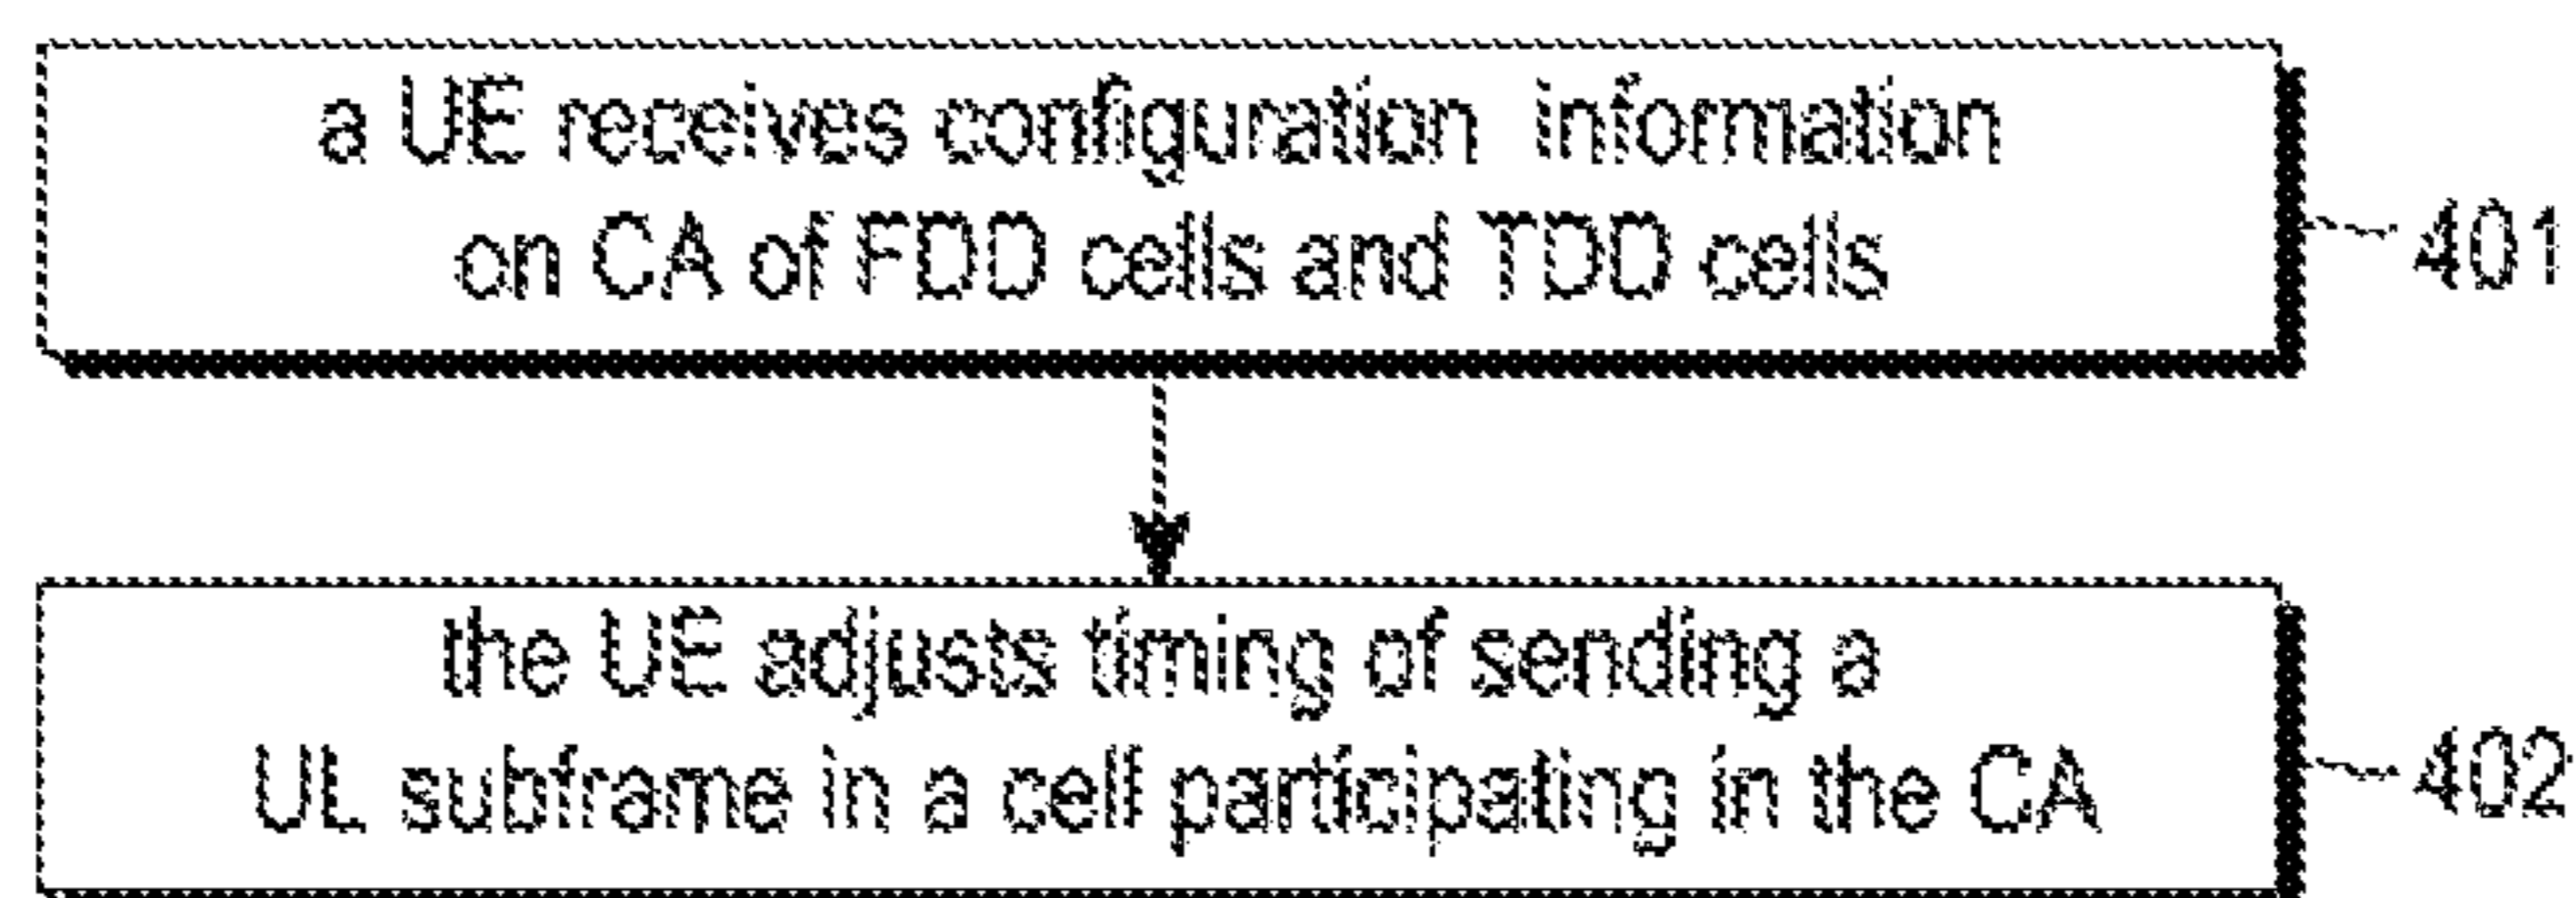 a UE receives configuration information
on CA of FDD cells and TDD cells
401
the UE adjusts timing of sending a
UL subframe in a cell participating in the CA
402